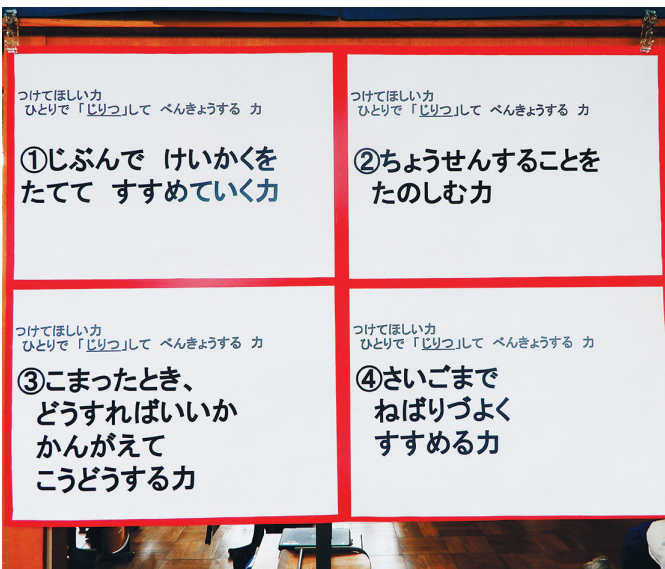 つけてほしい力
ひとりで「じりつ」して べんきょうする 力
①じぶんで けいかくを
たてて すすめていく力
つけてほしい力
ひとりで「じりつ」して べんきょうする 力
②ちょうせんすることを
たのしむ力
つけてほしい力
ひとりで「じりつ」して べんきょうする 力
③こまったとき、
どうすればいいか
かんがえて
こうどうする力
つけてほしい力
ひとりで「じりつ」して べんきょうする 力
④さいごまで
ねばりづよく
すすめる力